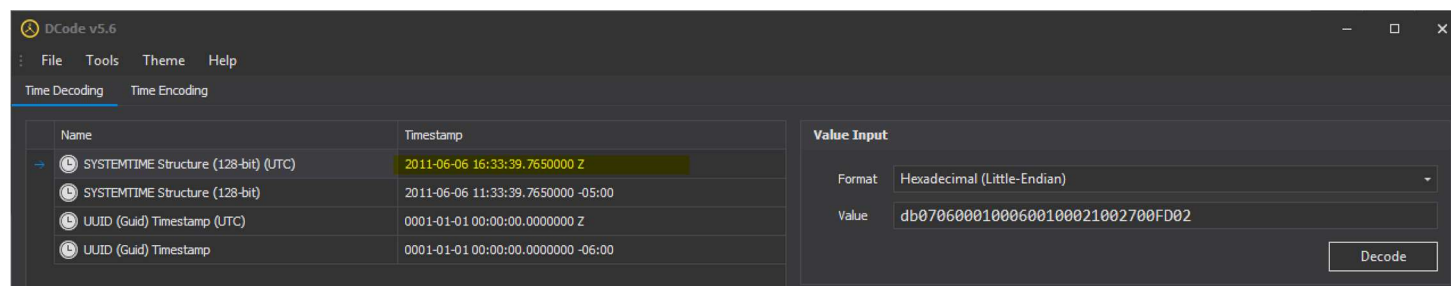 DCode v5.6
File Tools Theme Help
Time Decoding Time Encoding
Name Timestamp
SYSTEMTIME Structure (128-bit) (UTC) 2011-06-06 16:33:39.7650000 Z
SYSTEMTIME Structure (128-bit) 2011-06-06 11:33:39.7650000 -05:00
UUID (Guid) Timestamp (UTC) 0001-01-01 00:00:00.0000000 Z
UUID (Guid) Timestamp 0001-01-01 00:00:00.0000000 -06:00
Value Input
Format Hexadecimal (Little-Endian)
Value db07060001000600100021002700FD02
Decode